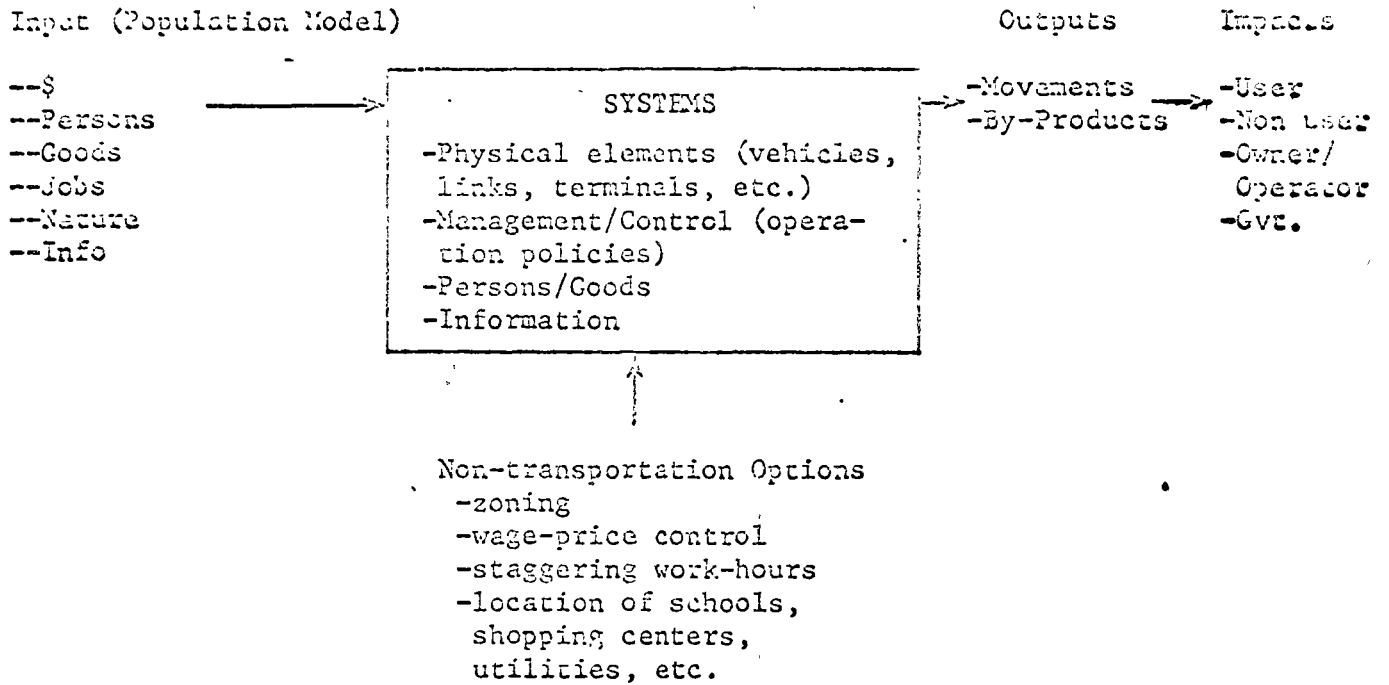 Input (Population Model)
--$
--Persons
--Goods
--Jobs
--Nature
--Info
SYSTEMS
-Physical elements (vehicles,
links, terminals, etc.)
-Management/Control (opera-
tion policies)
-Persons/Goods
-Information
Outputs
-Movements
-By-Products
Impacts
-User
-Non user
-Owner/
Operator
-Gvt.
Non-transportation Options
-zoning
-wage-price control
-staggering work-hours
-location of schools,
shopping centers,
utilities, etc.